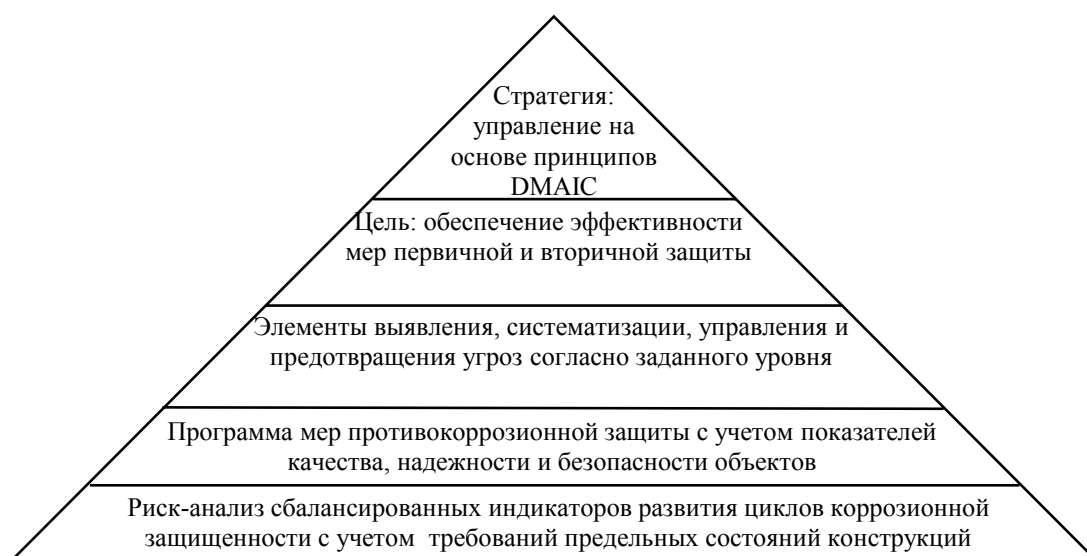 Стратегия:
управление на
основе принципов
DMAIC
Цель: обеспечение эффективности
мер первичной и вторичной защиты
Элементы выявления, систематизации, управления и
предотвращения угроз согласно заданного уровня
Программа мер противокоррозионной защиты с учетом показателей
качества, надежности и безопасности объектов
Риск-анализ сбалансированных индикаторов развития циклов коррозионной
защищенности с учетом требований предельных состояний конструкций